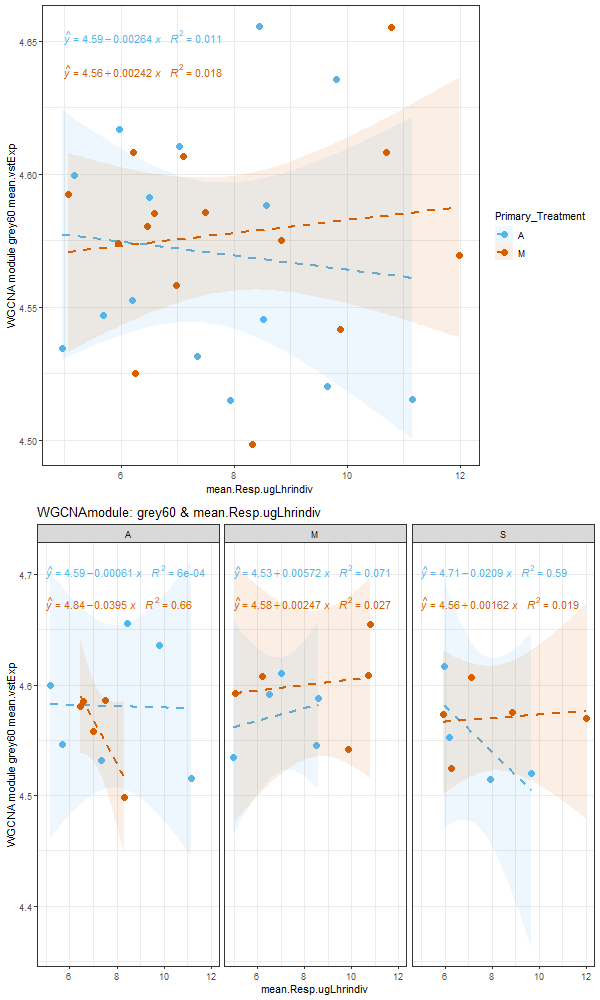 ŷ = 4.59 − 0.00264 x R² = 0.011
ŷ = 4.56 + 0.00242 x R² = 0.018
4.65
4.60
4.55
4.50
WGCNA module grey60 mean.vstExp
6 8 10 12
mean.Resp.ugLhrindiv
Primary_Treatment
A
M
WGCNAmodule: grey60 & mean.Resp.ugLhrindiv
A M S
ŷ = 4.59 − 0.00061 x R² = 6e-04
ŷ = 4.84 − 0.0395 x R² = 0.66
ŷ = 4.53 + 0.00572 x R² = 0.071
ŷ = 4.58 + 0.00247 x R² = 0.027
ŷ = 4.71 − 0.0209 x R² = 0.59
ŷ = 4.56 + 0.00162 x R² = 0.019
4.7
4.6
4.5
4.4
WGCNA module grey60 mean.vstExp
6 8 10 12 6 8 10 12 6 8 10 12
mean.Resp.ugLhrindiv